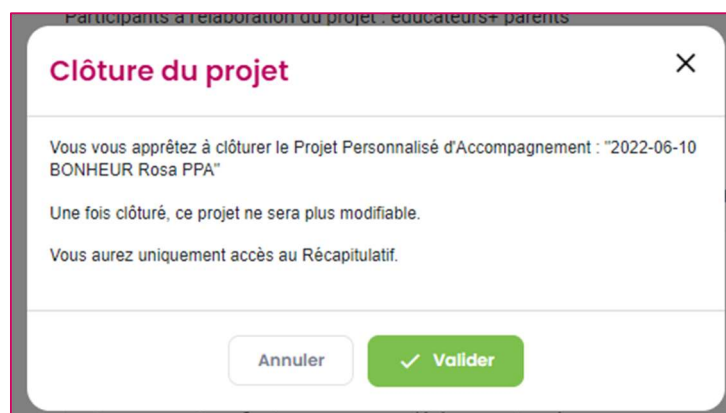 Participants à l'élaboration du projet : éducateurs+ parents
Clôture du projet
Vous vous apprêtez à clôturer le Projet Personnalisé d'Accompagnement : "2022-06-10
BONHEUR Rosa PPA"
Une fois clôturé, ce projet ne sera plus modifiable.
Vous aurez uniquement accès au Récapitulatif.
Annuler
Valider